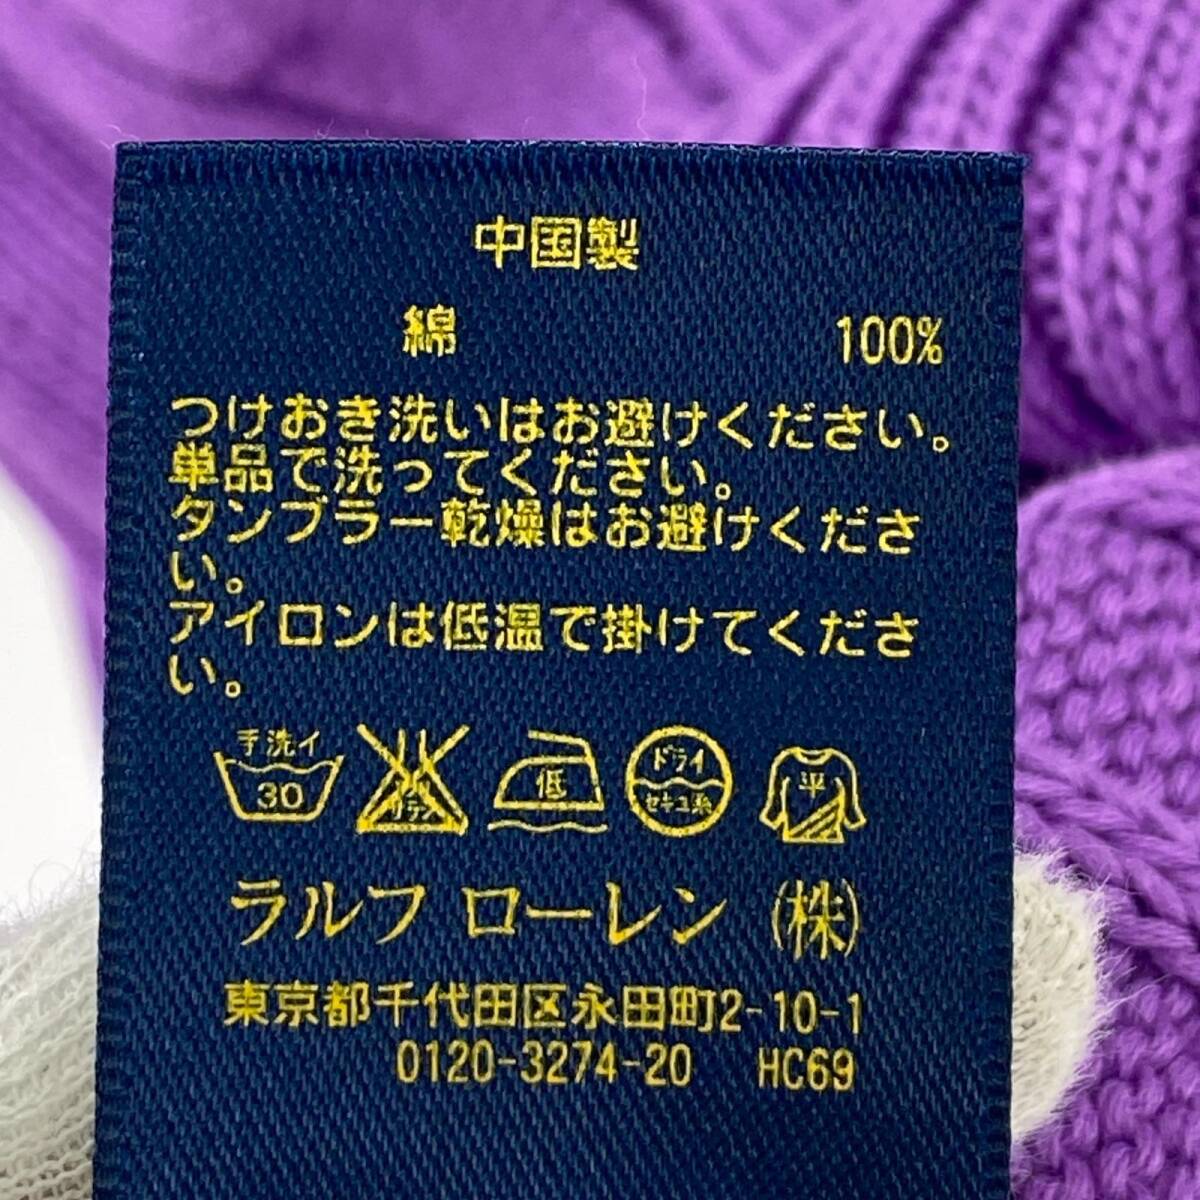 中国製
綿 100%
つけおき洗いはお避けください。
単品で洗ってください。
タンブラー乾燥はお避けくださ
い。
アイロンは低温で掛けてくださ
い。
手洗イ
30
サラシ
低
ドライ
セキユ系
平
ラルフ ローレン (株)
東京都千代田区永田町2-10-1
0120-3274-20 HC69